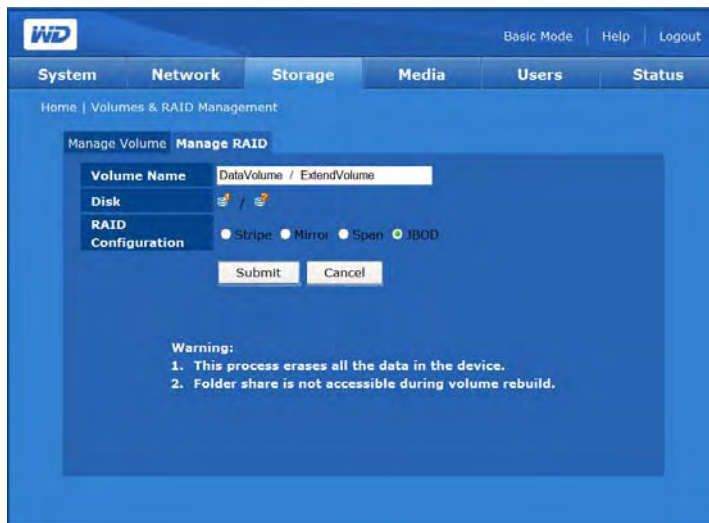 WD
Basic Mode | Help | Logout
System Network Storage Media Users Status
Home | Volumes & RAID Management
Manage Volume Manage RAID
Volume Name DataVolume / ExtendVolume
Disk /
RAID
Configuration Stripe Mirror Span JBOD
Submit Cancel
Warning:
1. This process erases all the data in the device.
2. Folder share is not accessible during volume rebuild.